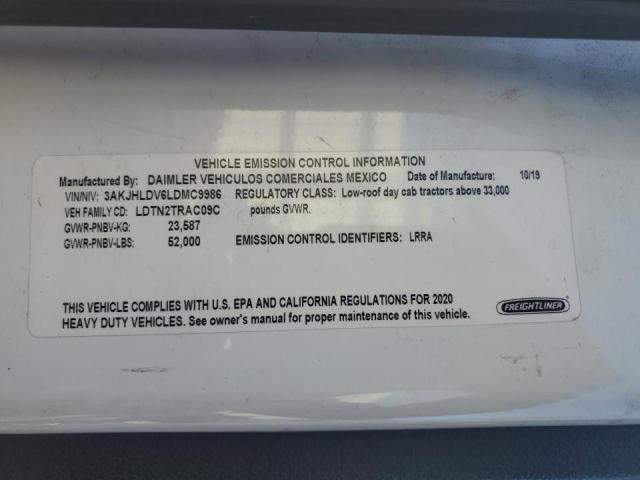 VEHICLE EMISSION CONTROL INFORMATION
Manufactured By: DAIMLER VEHICULOS COMERCIALES MEXICO Date of Manufacture: 10/19
VIN/NIV: 3AKJHLDV6LDMC9986 REGULATORY CLASS: Low-roof day cab tractors above 33,000
VEH FAMILY CD: LDTN2TRAC09C pounds GVWR.
GVWR-PNBV-KG: 23,587
GVWR-PNBV-LBS: 52,000 EMISSION CONTROL IDENTIFIERS: LRRA
THIS VEHICLE COMPLIES WITH U.S. EPA AND CALIFORNIA REGULATIONS FOR 2020
HEAVY DUTY VEHICLES. See owner's manual for proper maintenance of this vehicle.
FREIGHTLINER